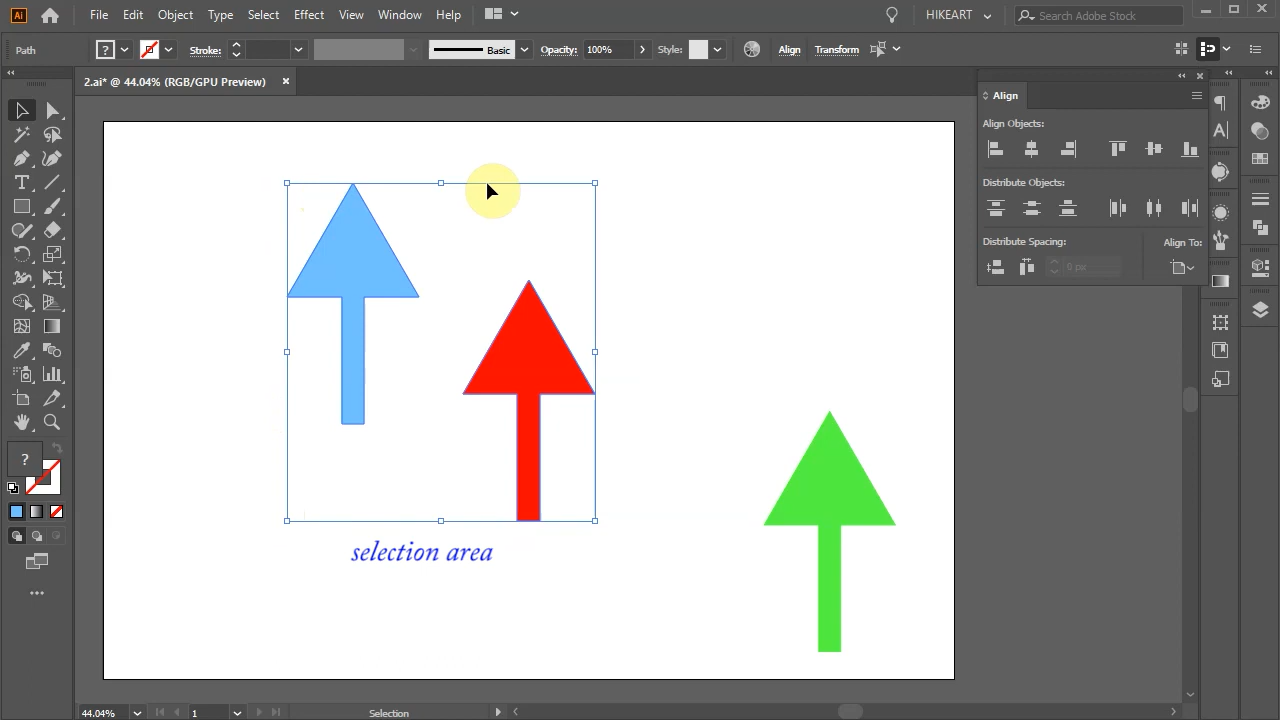 Ai File Edit Object Type Select Effect View Window Help HIKEART Search Adobe Stock
Path ? Stroke: Basic Opacity: 100% Style: Align Transform
2.ai* @ 44.04% (RGB/GPU Preview) ×
Align
Align Objects:
Distribute Objects:
Distribute Spacing: Align To:
0 px
?
selection area
44.04% 1 Selection